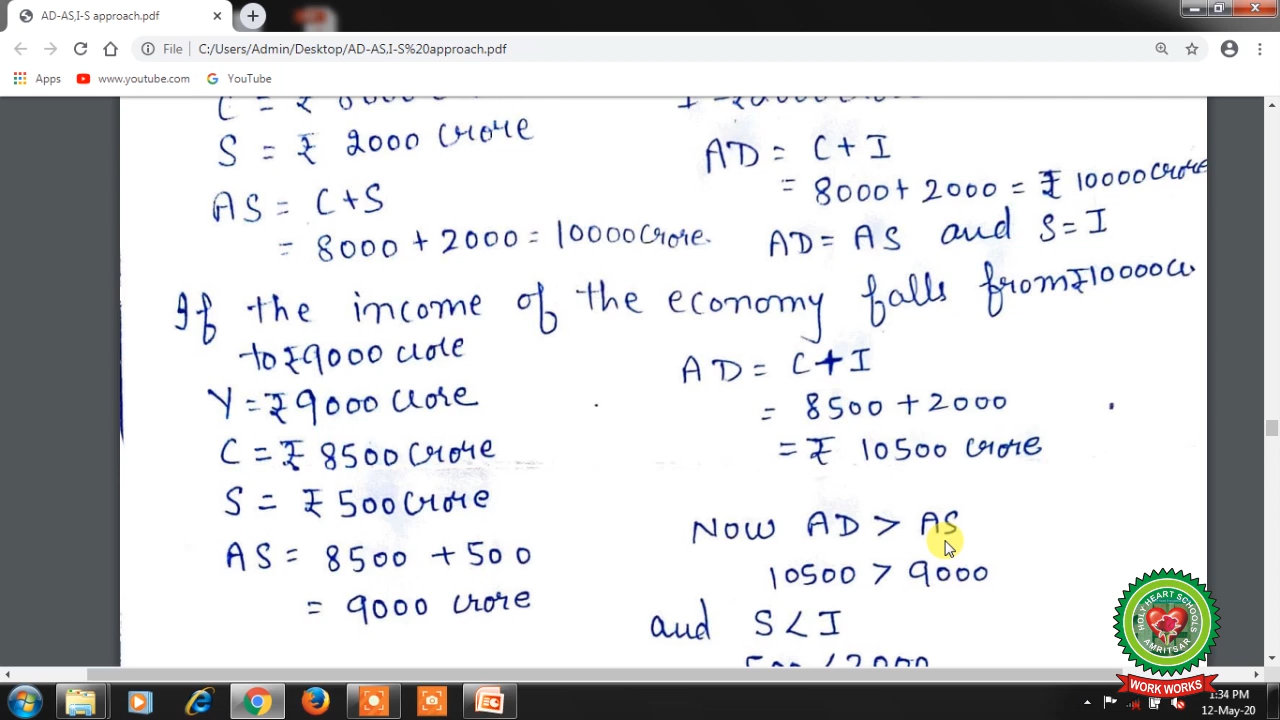 AD-AS,I-S approach.pdf
File
C:/Users/Admin/Desktop/AD-AS,I-S%20approach.pdf
Apps
www.youtube.com
YouTube
S = ₹ 2000 Crore
AS = C+S
= 8000 + 2000 = 10000 Crore.
AD = C+I
= 8000+ 2000 = ₹ 10000 Crore
AD = AS and S=I
If the income of the economy falls from ₹10000
to ₹9000 Crore
Y = ₹ 9000 Crore
C = ₹ 8500 Crore
S = ₹ 500 Crore
AS = 8500 + 500
= 9000 crore
AD = C+I
= 8500 + 2000
= ₹ 10500 crore
Now AD > AS
10500 > 9000
and S < I
500 < 2000
HOLY HEART SCHOOLS
AMRITSAR
WORK WORKS
1:34 PM
12-May-20